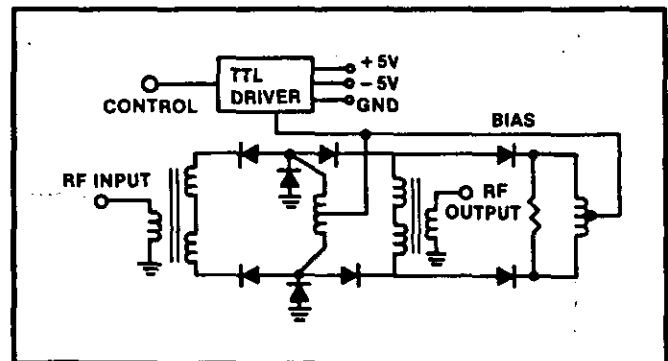 TTL
DRIVER
+5V
-5V
GND
CONTROL
BIAS
RF INPUT
RF
OUTPUT